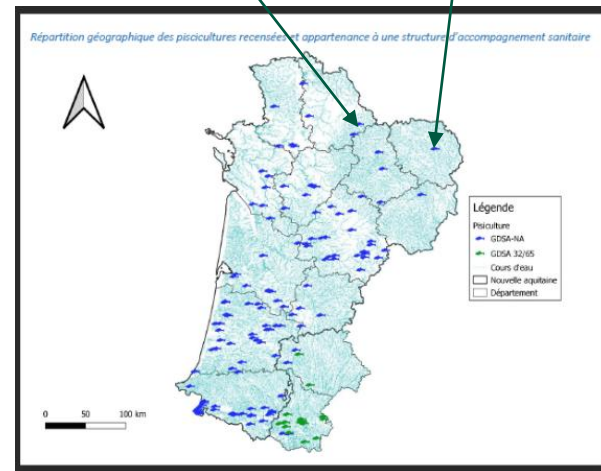 Répartition géographique des piscicultures recensées et appartenance à une structure d'accompagnement sanitaire
Légende
Pisiculture
GDSA-NA
GDSA 32/65
Cours d'eau
Nouvelle aquitaine
Département
0 50 100 km